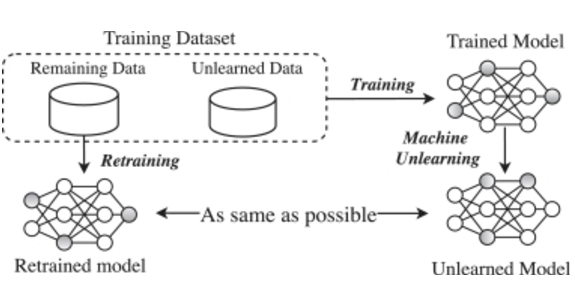 Training Dataset
Trained Model
Remaining Data
Unlearned Data
Training
Machine
Unlearning
Retraining
As same as possible
Retrained model
Unlearned Model